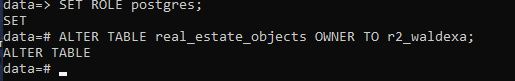 data=> SET ROLE postgres;
SET
data=# ALTER TABLE real_estate_objects OWNER TO r2_waldexa;
ALTER TABLE
data=#